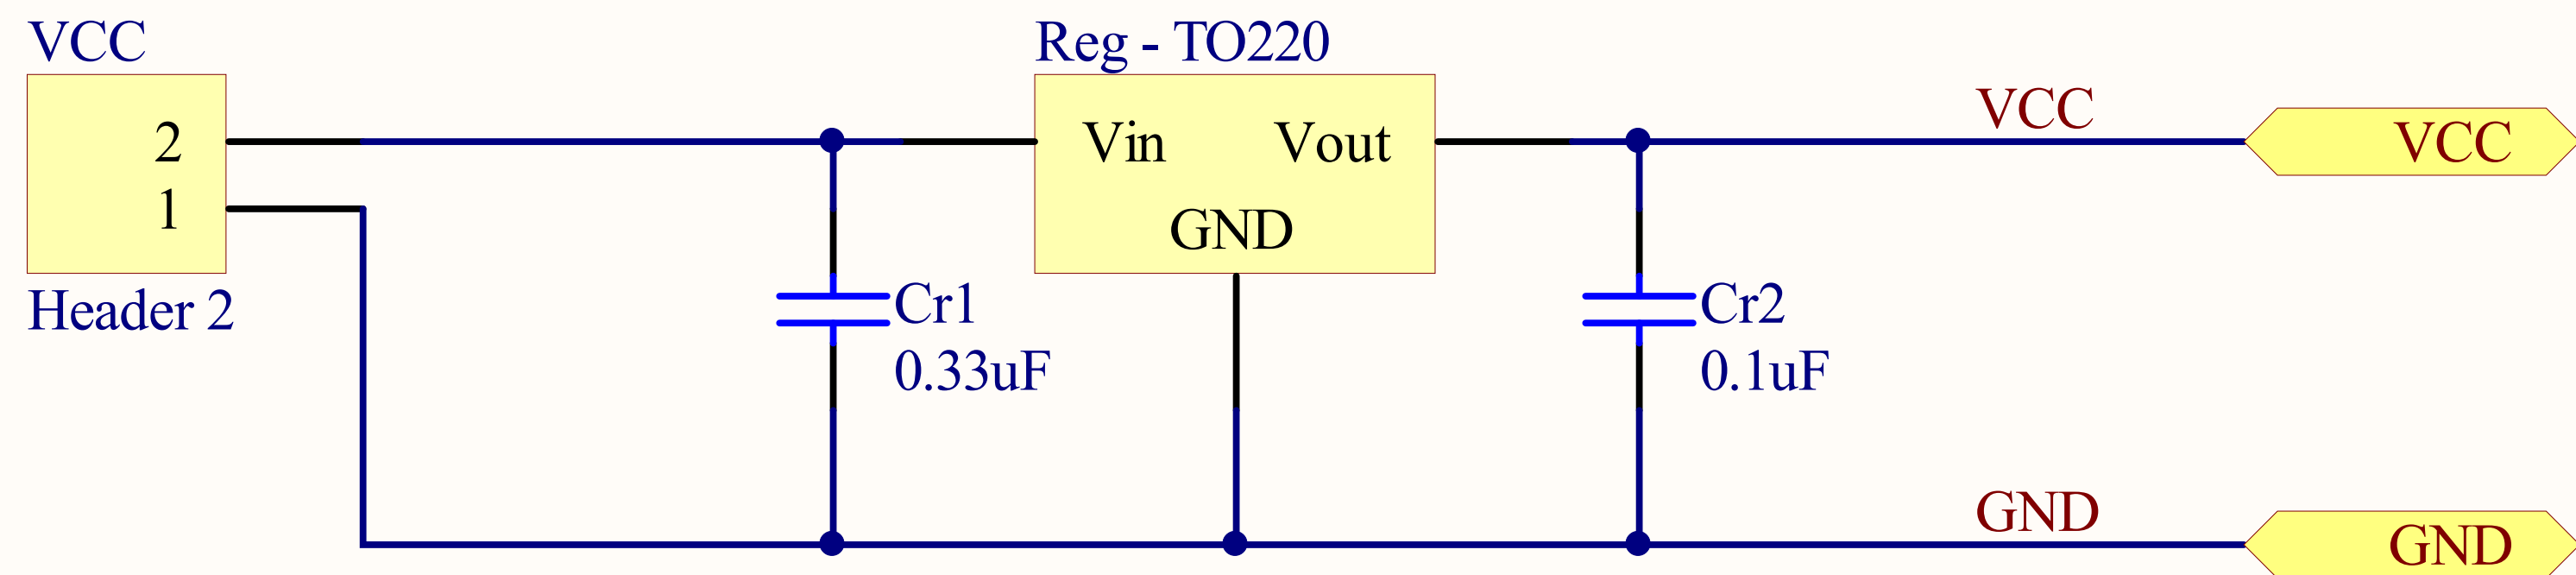 VCC
2
1
Header 2
Reg - TO220
Vin
Vout
GND
Cr1
0.33uF
Cr2
0.1uF
VCC
VCC
GND
GND